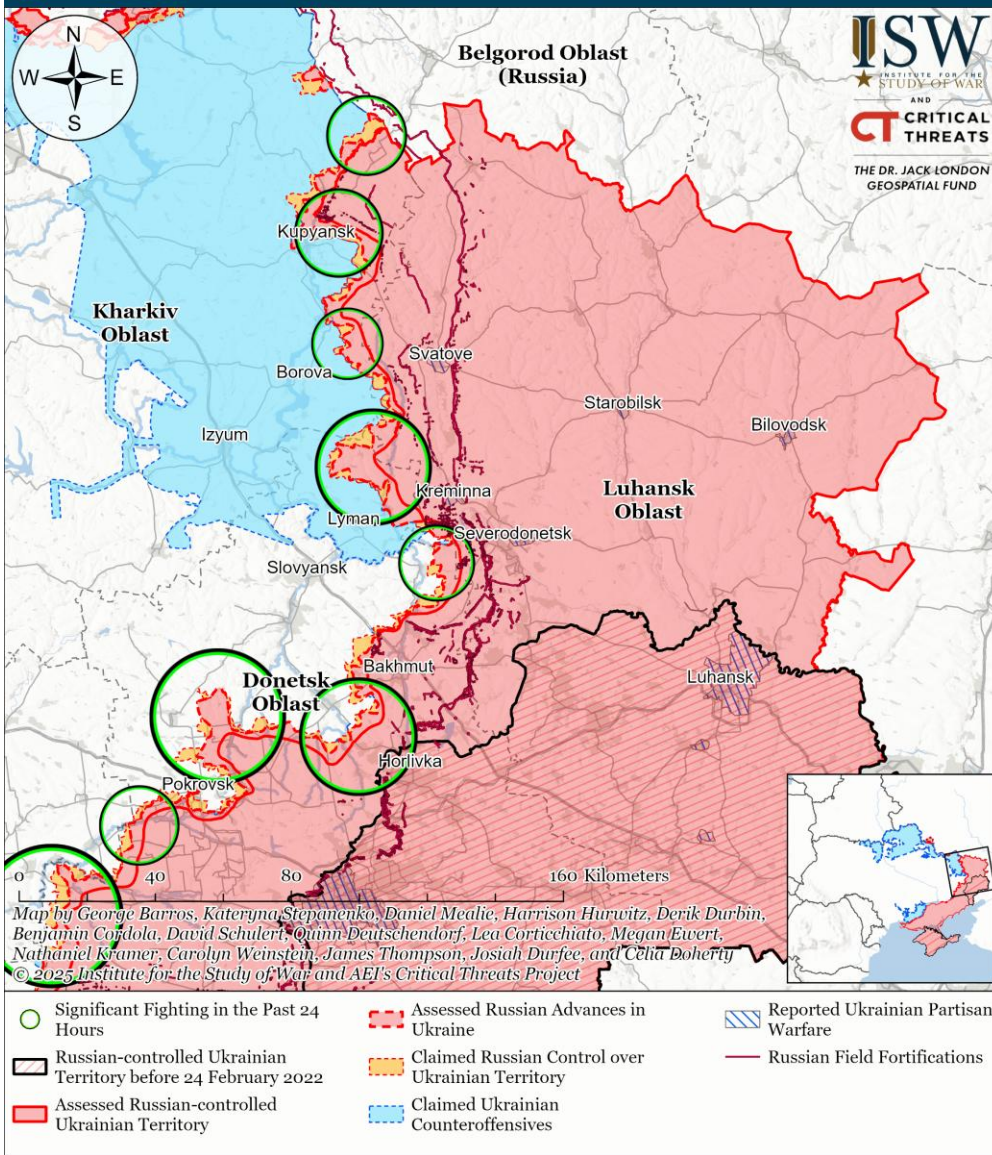 N
W
E
S
Belgorod Oblast
(Russia)
ISW
INSTITUTE FOR THE
STUDY OF WAR
AND
CT CRITICAL
THREATS
THE DR. JACK LONDON
GEOSPATIAL FUND
Kupyansk
Kharkiv
Oblast
Svatove
Borova
Starobilsk
Bilovodsk
Izyum
Kreminna
Luhansk
Oblast
Lyman
Severodonetsk
Slovyansk
Bakhmut
Luhansk
Donetsk
Oblast
Horlivka
Pokrovsk
0
40
80
160 Kilometers
Map by George Barros, Kateryna Stepanenko, Daniel Mealie, Harrison Hurwitz, Derik Durbin,
Benjamin Cordola, David Schulert, Quinn Deutschendorf, Lea Corticchiato, Megan Ewert,
Nathaniel Kramer, Carolyn Weinstein, James Thompson, Josiah Durfee, and Celia Doherty
© 2025 Institute for the Study of War and AEI's Critical Threats Project
Significant Fighting in the Past 24
Hours
Russian-controlled Ukrainian
Territory before 24 February 2022
Assessed Russian-controlled
Ukrainian Territory
Assessed Russian Advances in
Ukraine
Claimed Russian Control over
Ukrainian Territory
Claimed Ukrainian
Counteroffensives
Reported Ukrainian Partisan
Warfare
Russian Field Fortifications